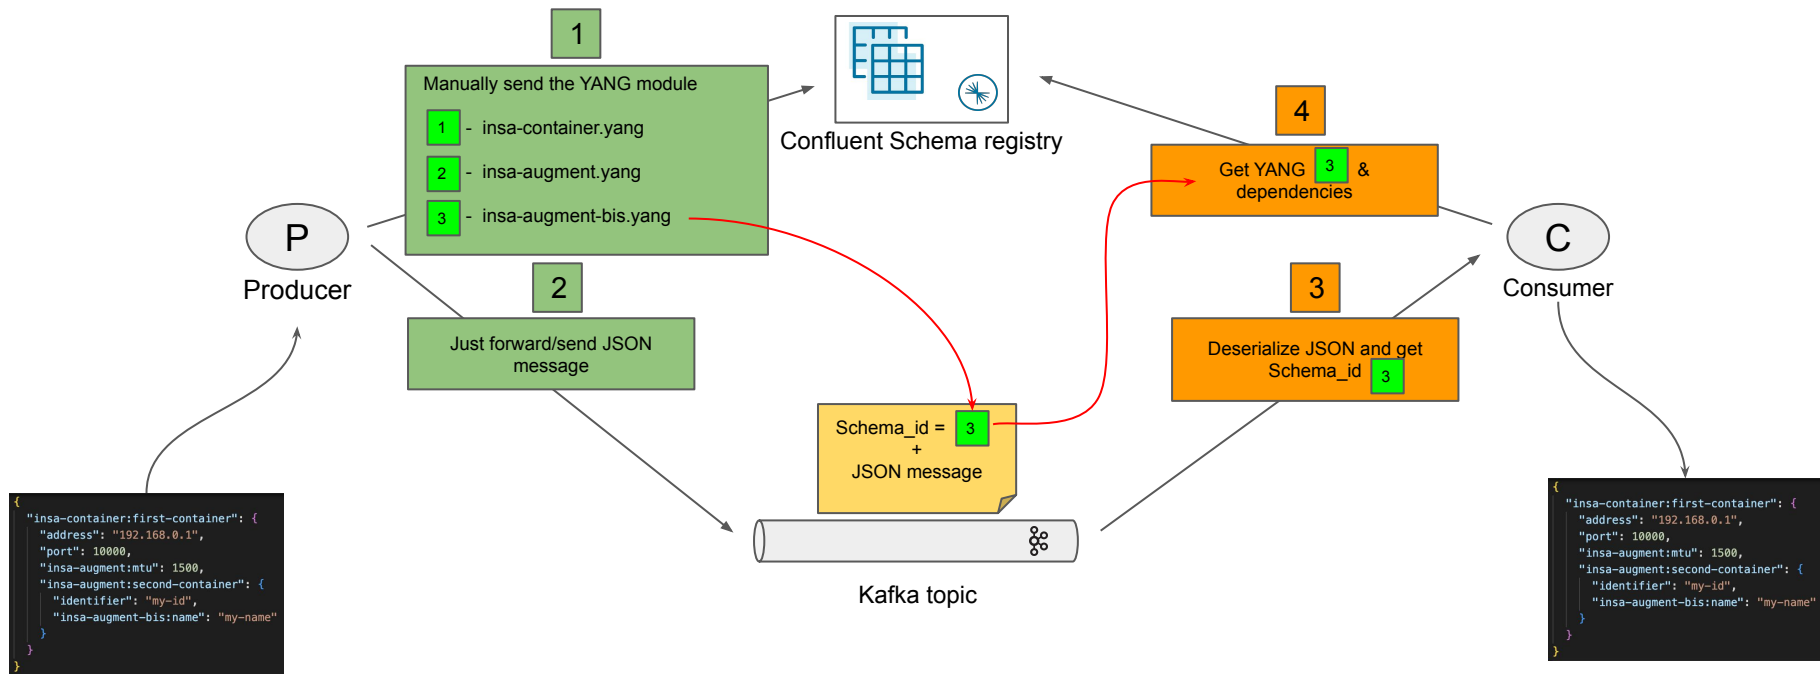 1
Manually send the YANG module
1 - insa-container.yang
2 - insa-augment.yang
3 - insa-augment-bis.yang
Confluent Schema registry
4
Get YANG 3 &
dependencies
P
Producer
C
Consumer
2
Just forward/send JSON
message
3
Deserialize JSON and get
Schema_id 3
Schema_id = 3
+
JSON message
Kafka topic
{
"insa-container:first-container": {
"address": "192.168.0.1",
"port": 10000,
"insa-augment:mtu": 1500,
"insa-augment:second-container": {
"identifier": "my-id",
"insa-augment-bis:name": "my-name"
}
}
}
{
"insa-container:first-container": {
"address": "192.168.0.1",
"port": 10000,
"insa-augment:mtu": 1500,
"insa-augment:second-container": {
"identifier": "my-id",
"insa-augment-bis:name": "my-name"
}
}
}